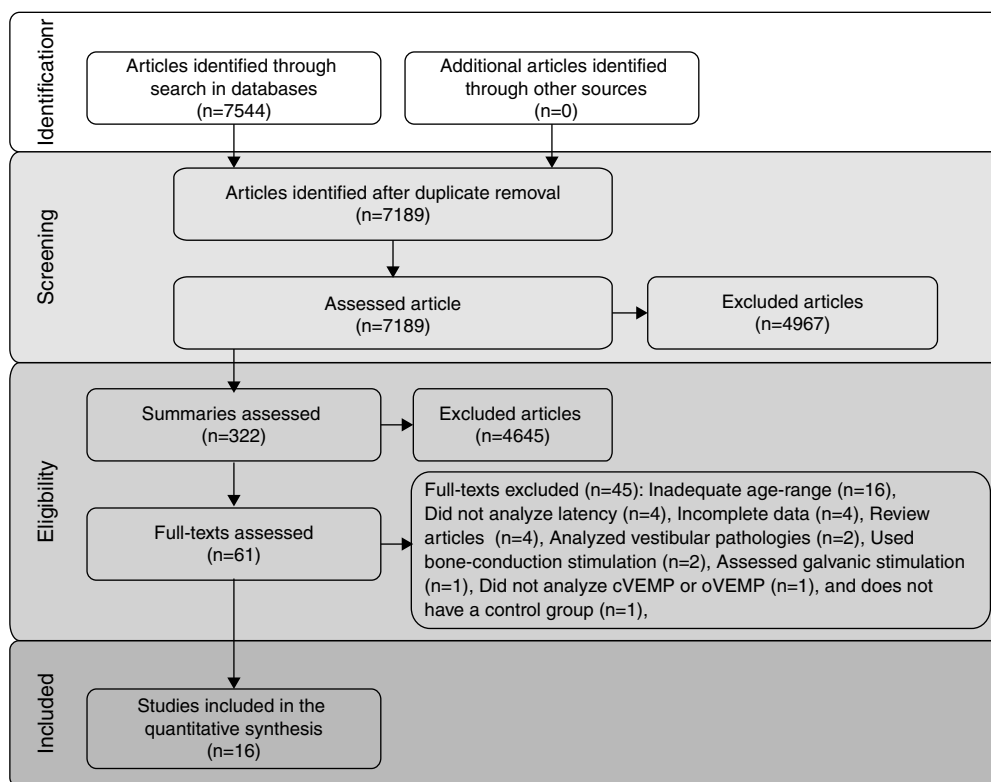 Identificationr
Articles identified through
search in databases
(n=7544)
Additional articles identified
through other sources
(n=0)
Screening
Articles identified after duplicate removal
(n=7189)
Assessed article
(n=7189)
Excluded articles
(n=4967)
Eligibility
Summaries assessed
(n=322)
Excluded articles
(n=4645)
Full-texts assessed
(n=61)
Full-texts excluded (n=45): Inadequate age-range (n=16),
Did not analyze latency (n=4), Incomplete data (n=4), Review
articles (n=4), Analyzed vestibular pathologies (n=2), Used
bone-conduction stimulation (n=2), Assessed galvanic stimulation
(n=1), Did not analyze cVEMP or oVEMP (n=1), and does not
have a control group (n=1),
Included
Studies included in the
quantitative synthesis
(n=16)